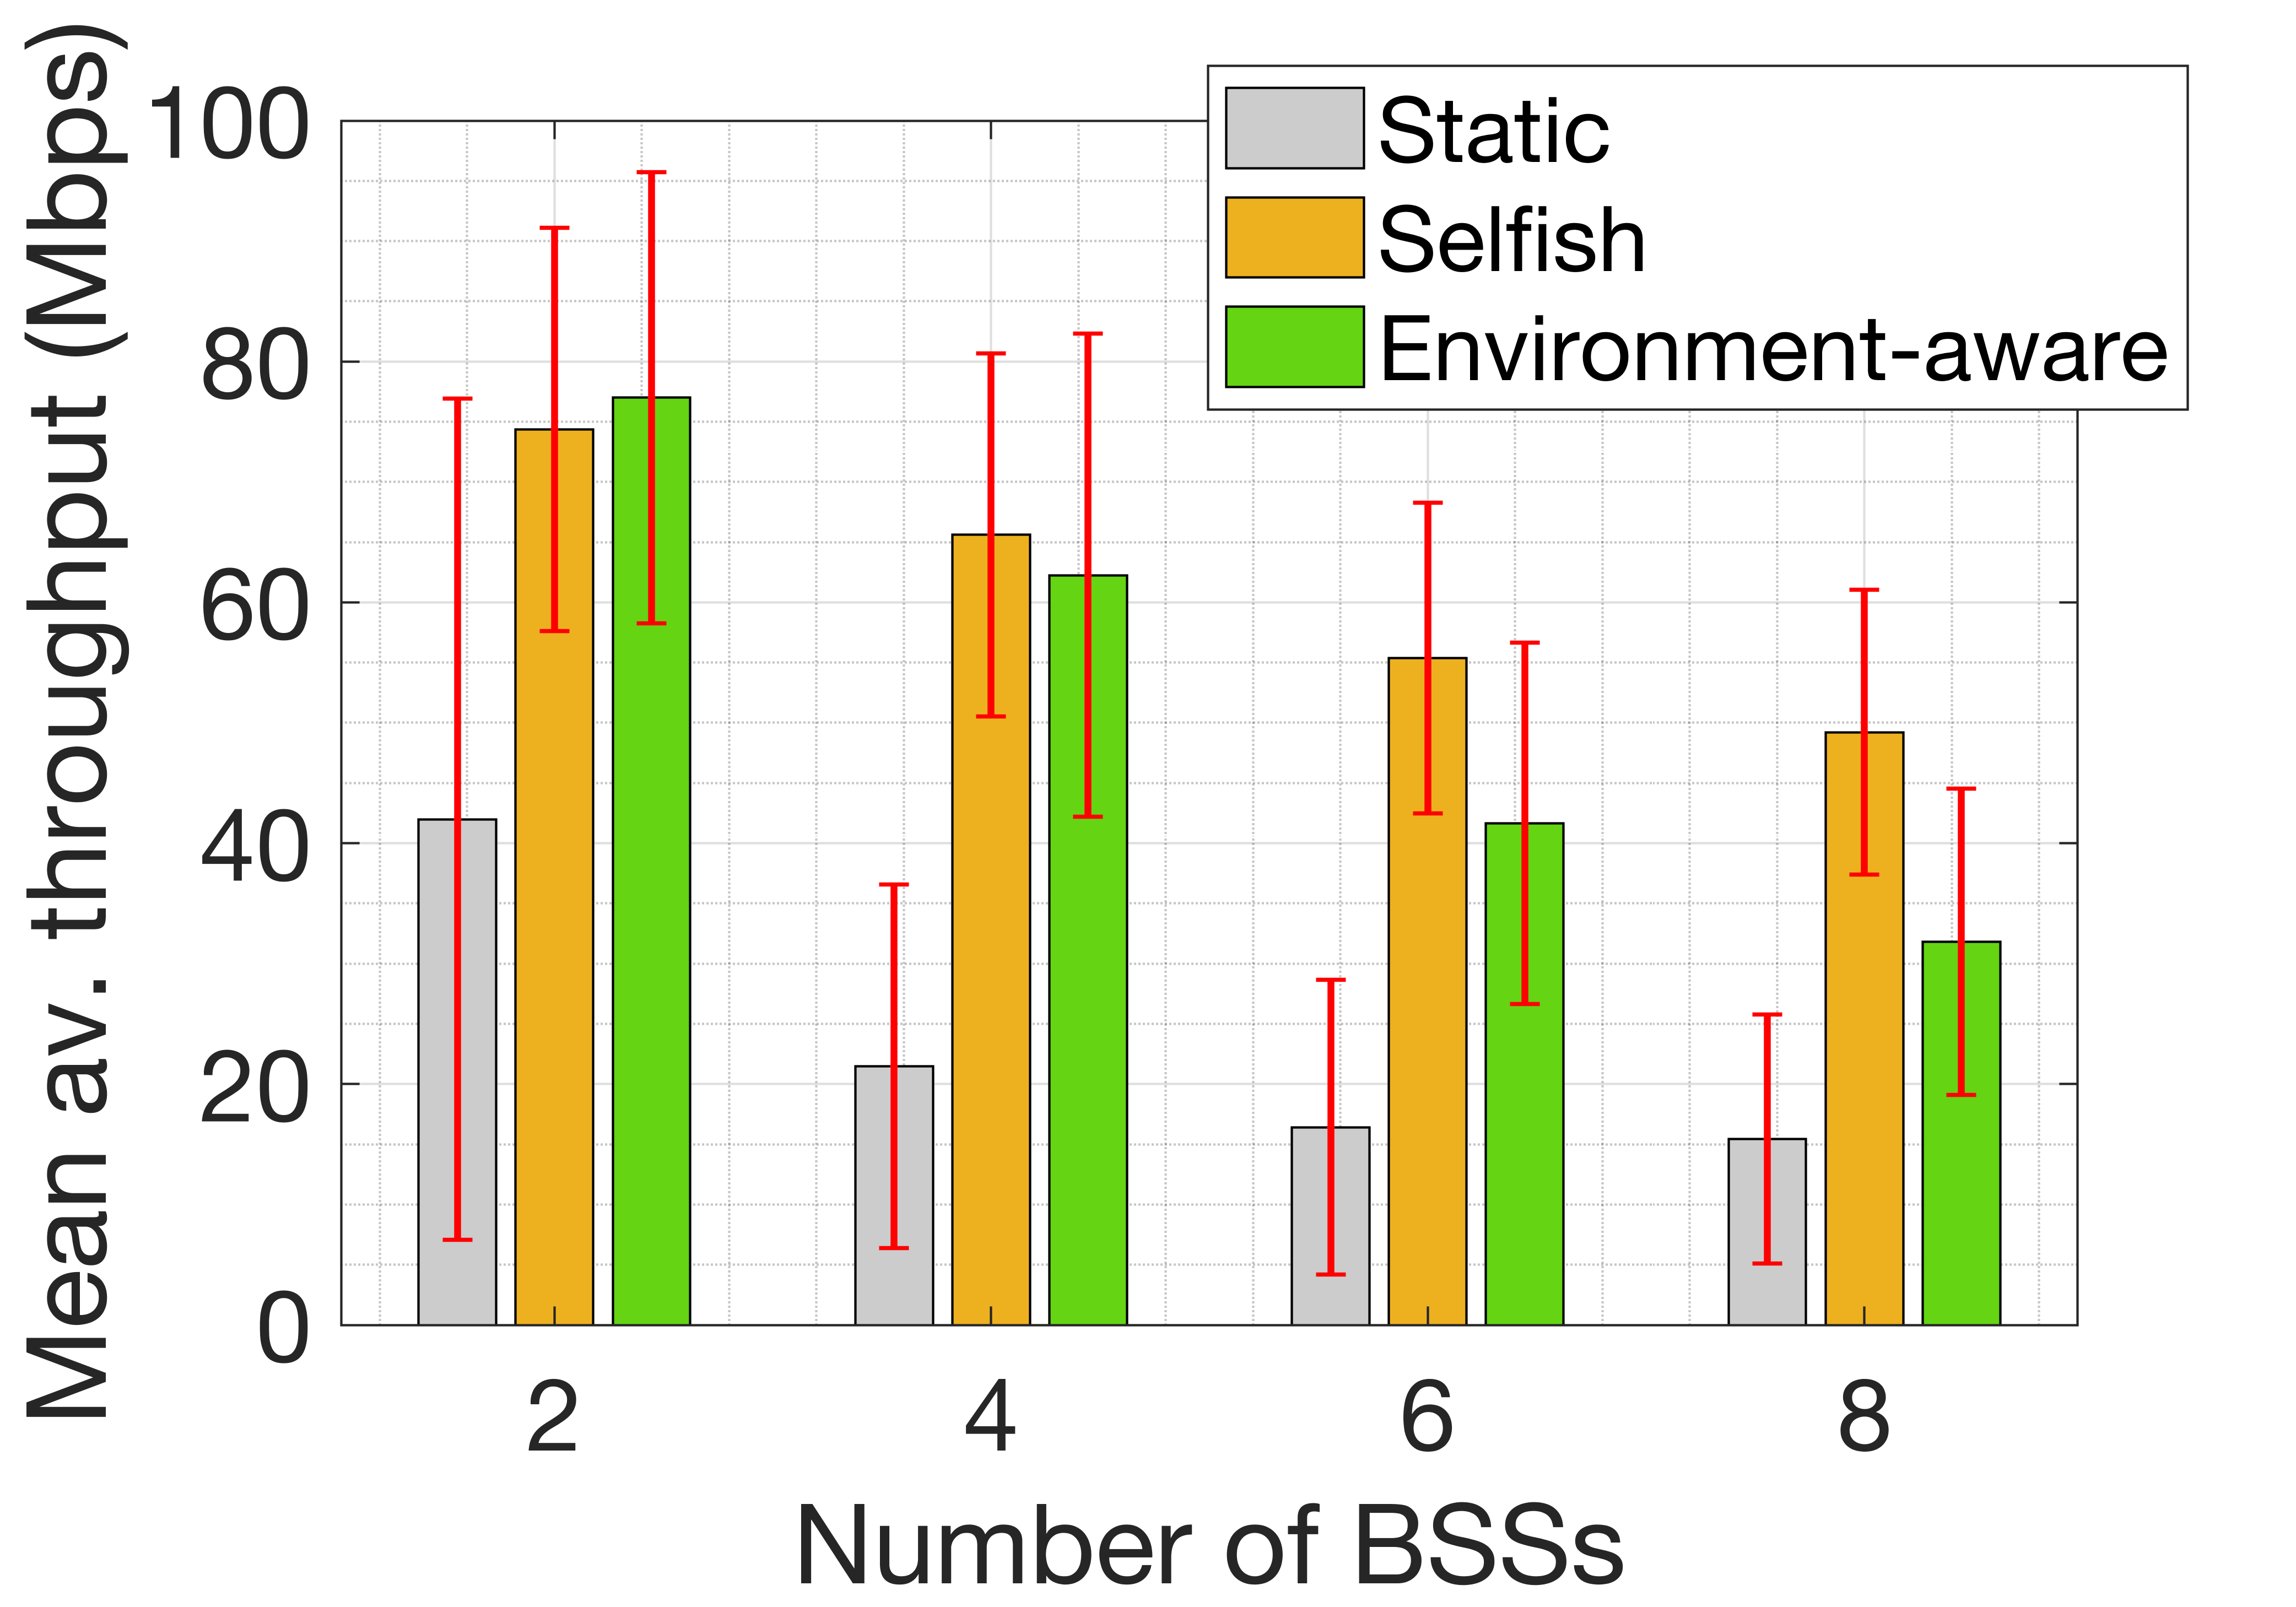 Mean av. throughput (Mbps)
100
80
60
40
20
0
Static
Selfish
Environment-aware
2 4 6 8
Number of BSSs